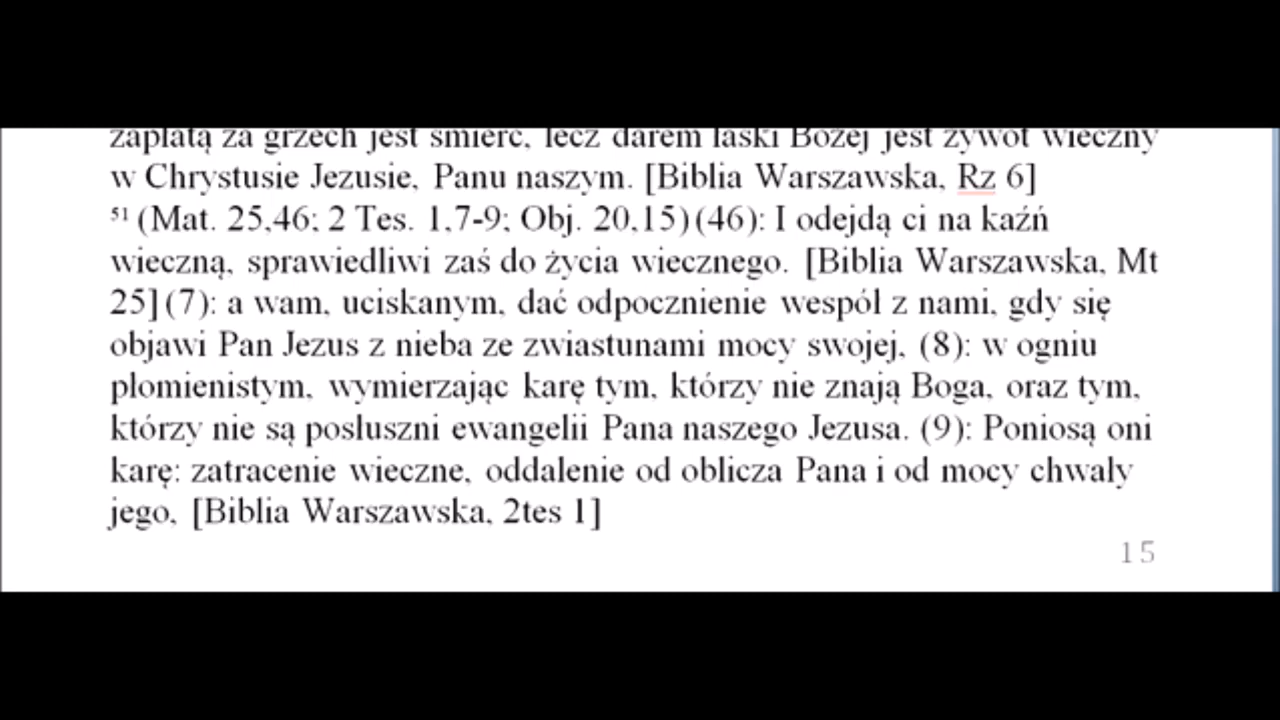 zapłatą za grzech jest śmierć, lecz darem łaski Bożej jest żywot wieczny
w Chrystusie Jezusie, Panu naszym. [Biblia Warszawska, Rz 6]
51 (Mat. 25,46; 2 Tes. 1,7-9; Obj. 20,15)(46): I odejdą ci na kaźń
wieczną, sprawiedliwi zaś do życia wiecznego. [Biblia Warszawska, Mt
25](7): a wam, uciskanym, dać odpocznienie wespół z nami, gdy się
objawi Pan Jezus z nieba ze zwiastunami mocy swojej, (8): w ogniu
płomienistym, wymierzając karę tym, którzy nie znają Boga, oraz tym,
którzy nie są posłuszni ewangelii Pana naszego Jezusa. (9): Poniosą oni
karę: zatracenie wieczne, oddalenie od oblicza Pana i od mocy chwały
jego, [Biblia Warszawska, 2tes 1]
15